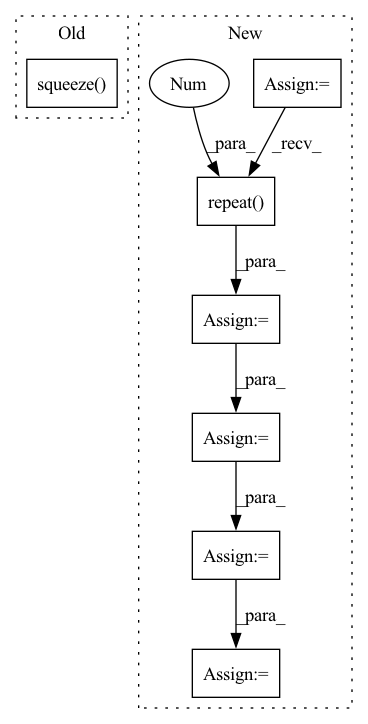 Old
New
squeeze()
Num
Assign:=
_para_
_recv_
repeat()
_para_
Assign:=
_para_
Assign:=
_para_
Assign:=
_para_
Assign:=